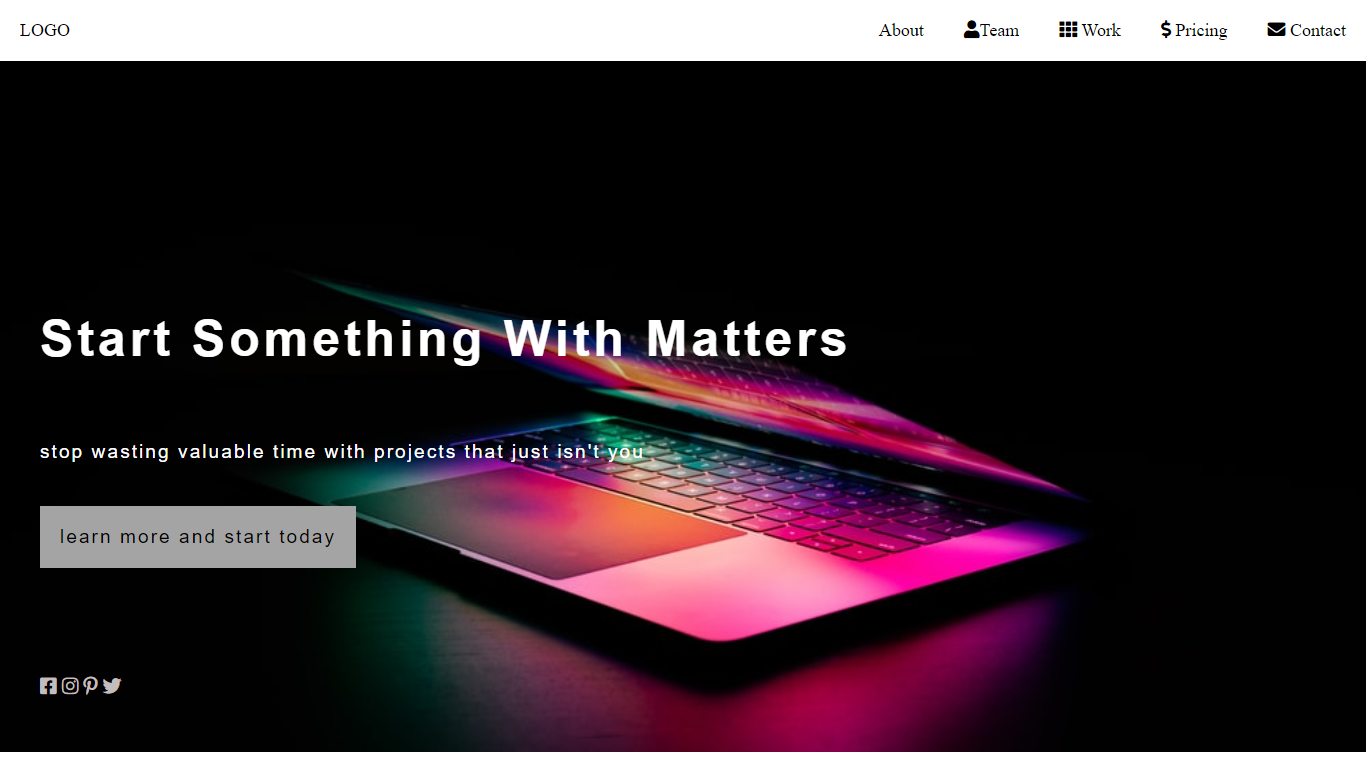 LOGO About Team Work Pricing Contact
Start Something With Matters
stop wasting valuable time with projects that just isn't you
learn more and start today